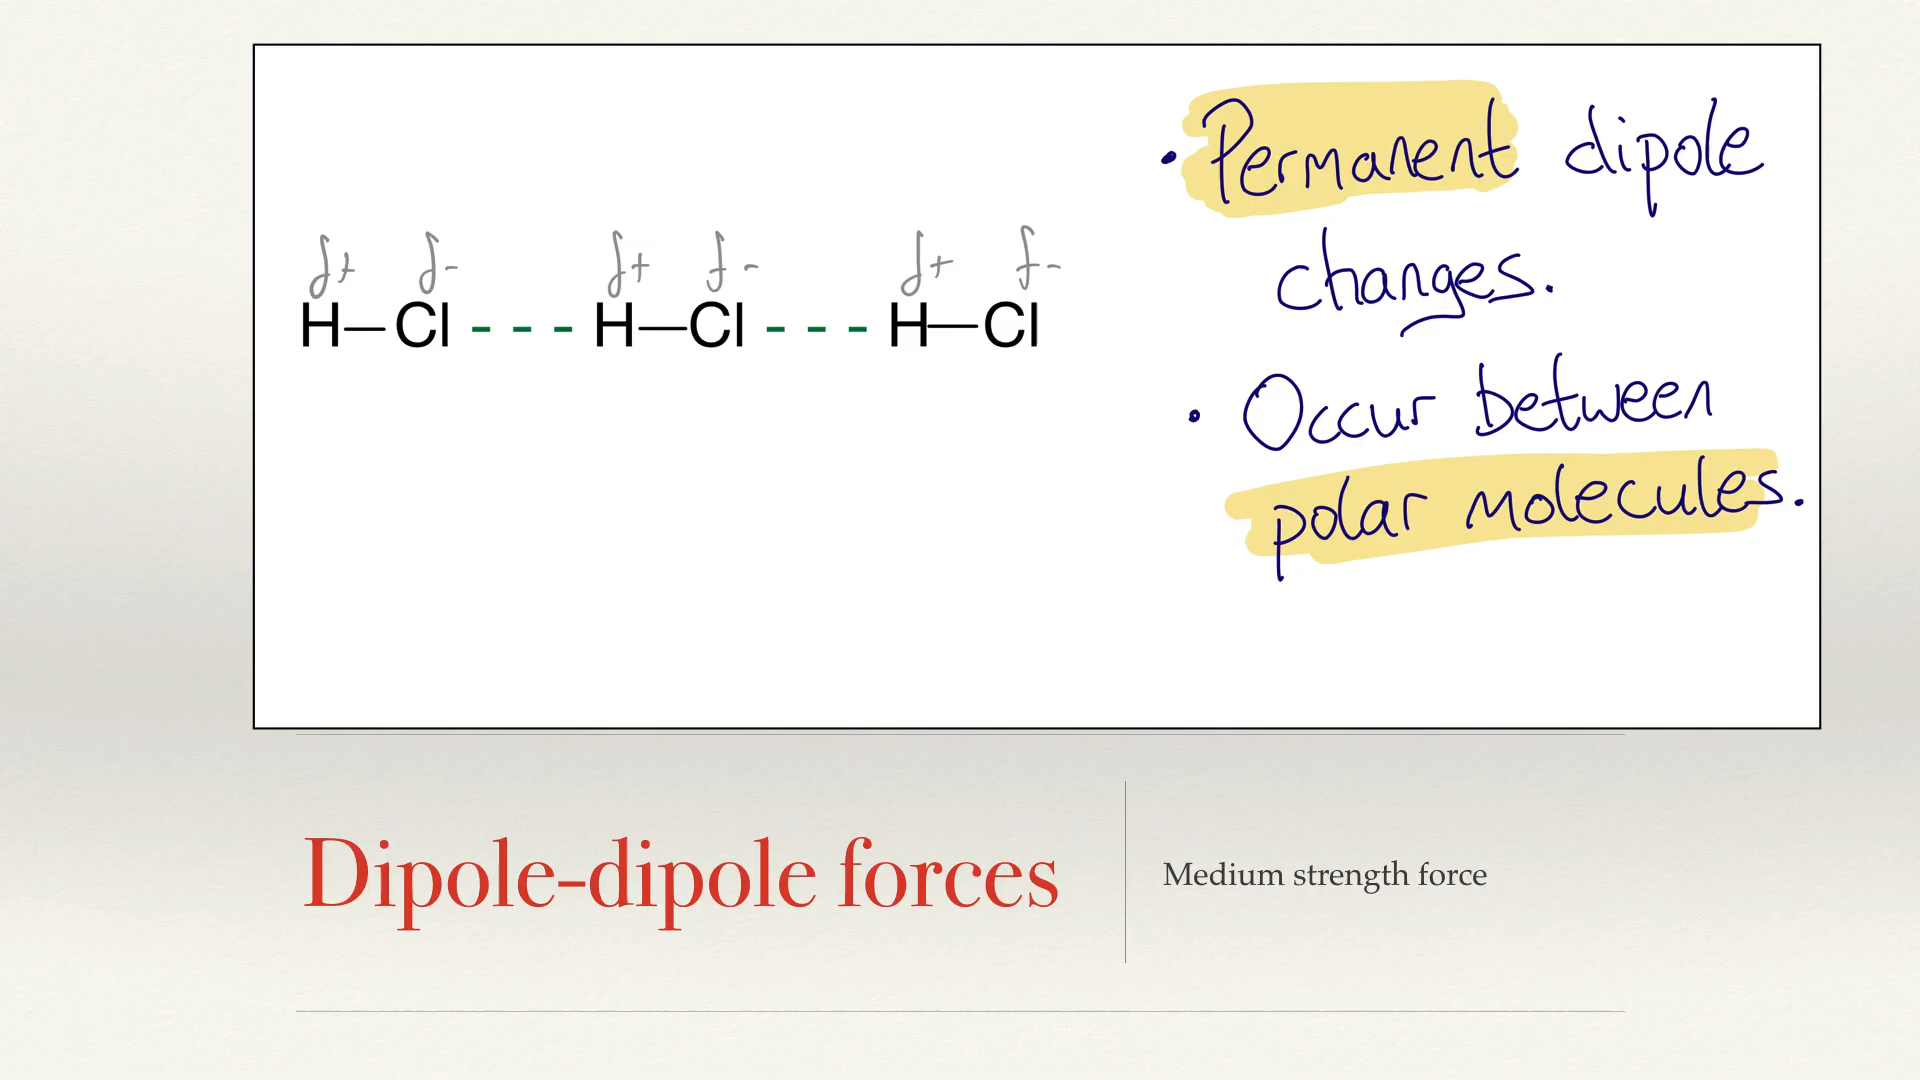 δ+ δ- δ+ δ- δ+ δ-
H—Cl - - - H—Cl - - - H—Cl
• Permanent dipole
changes.
• Occur between
polar molecules.
Dipole-dipole forces
Medium strength force